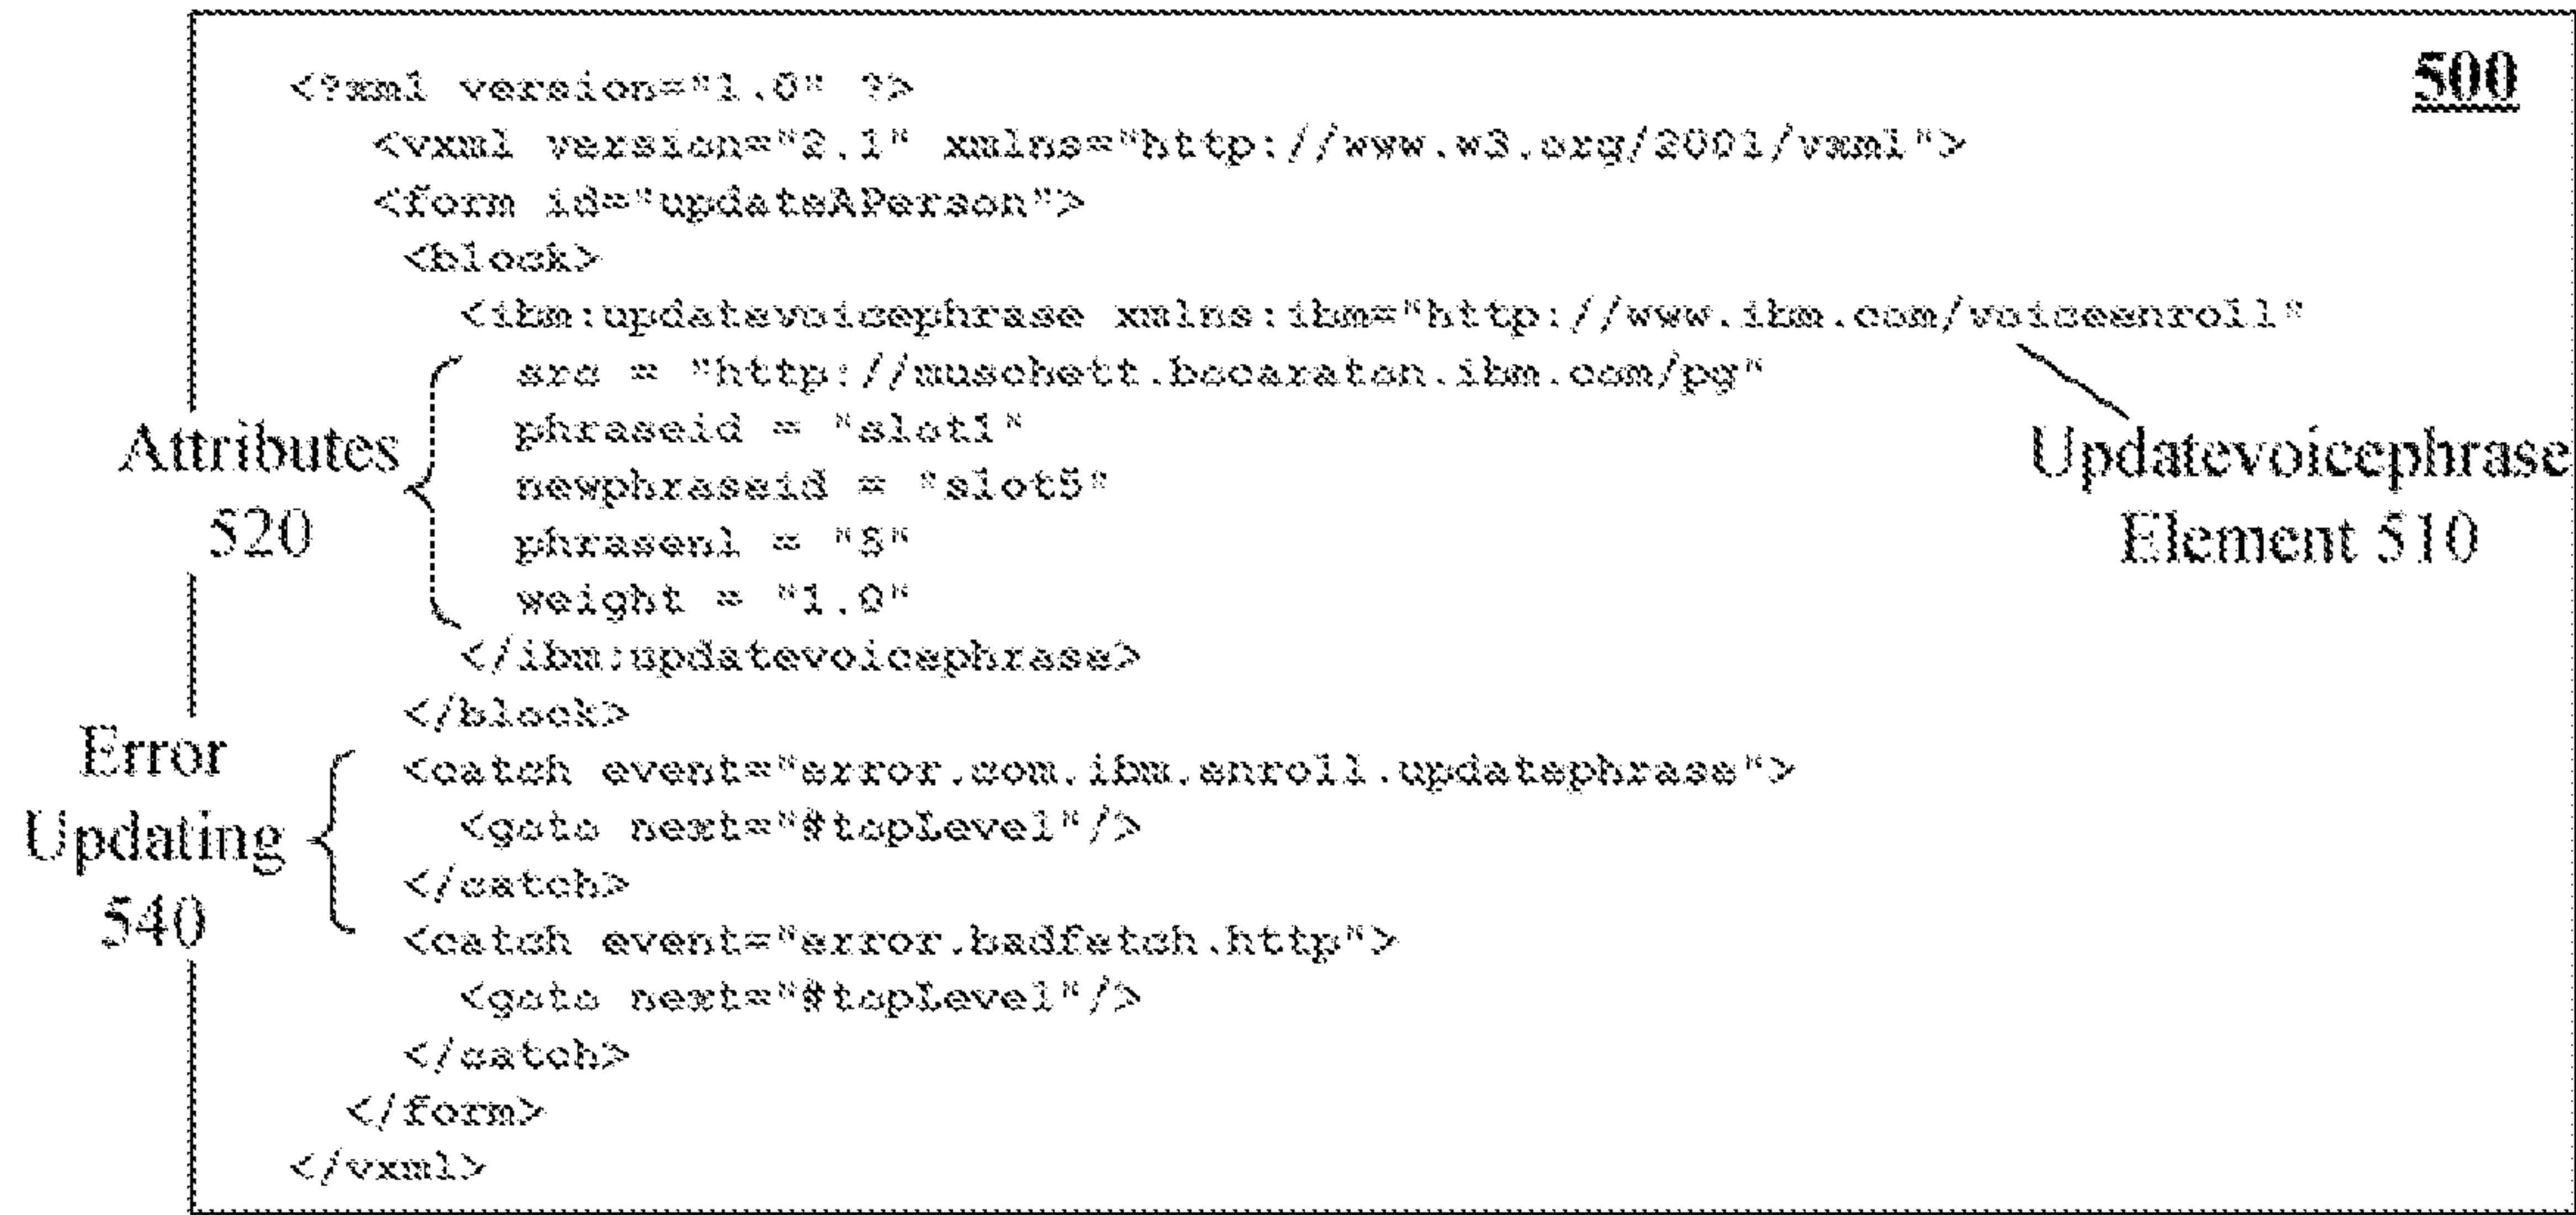 500
<?xml version="1.0" ?>
<vxml version="2.1" xmlns="http://www.w3.org/2001/vxml">
<form id="updateAPerson">
<block>
<ibm:updatevoicephrase xmlns:ibm="http://www.ibm.com/voiceenroll"
src = "http://muschett.bocaraton.ibm.com/pg"
phraseid = "slot1"
newphraseid = "slot5"
phrasenl = "5"
weight = "1.0"
</ibm:updatevoicephrase>
</block>
<catch event="error.com.ibm.enroll.updatephrase">
<goto next="#topLevel"/>
</catch>
<catch event="error.badfetch.http">
<goto next="#topLevel"/>
</catch>
</form>
</vxml>
Attributes
520
Updatevoicephrase
Element 510
Error
Updating
540